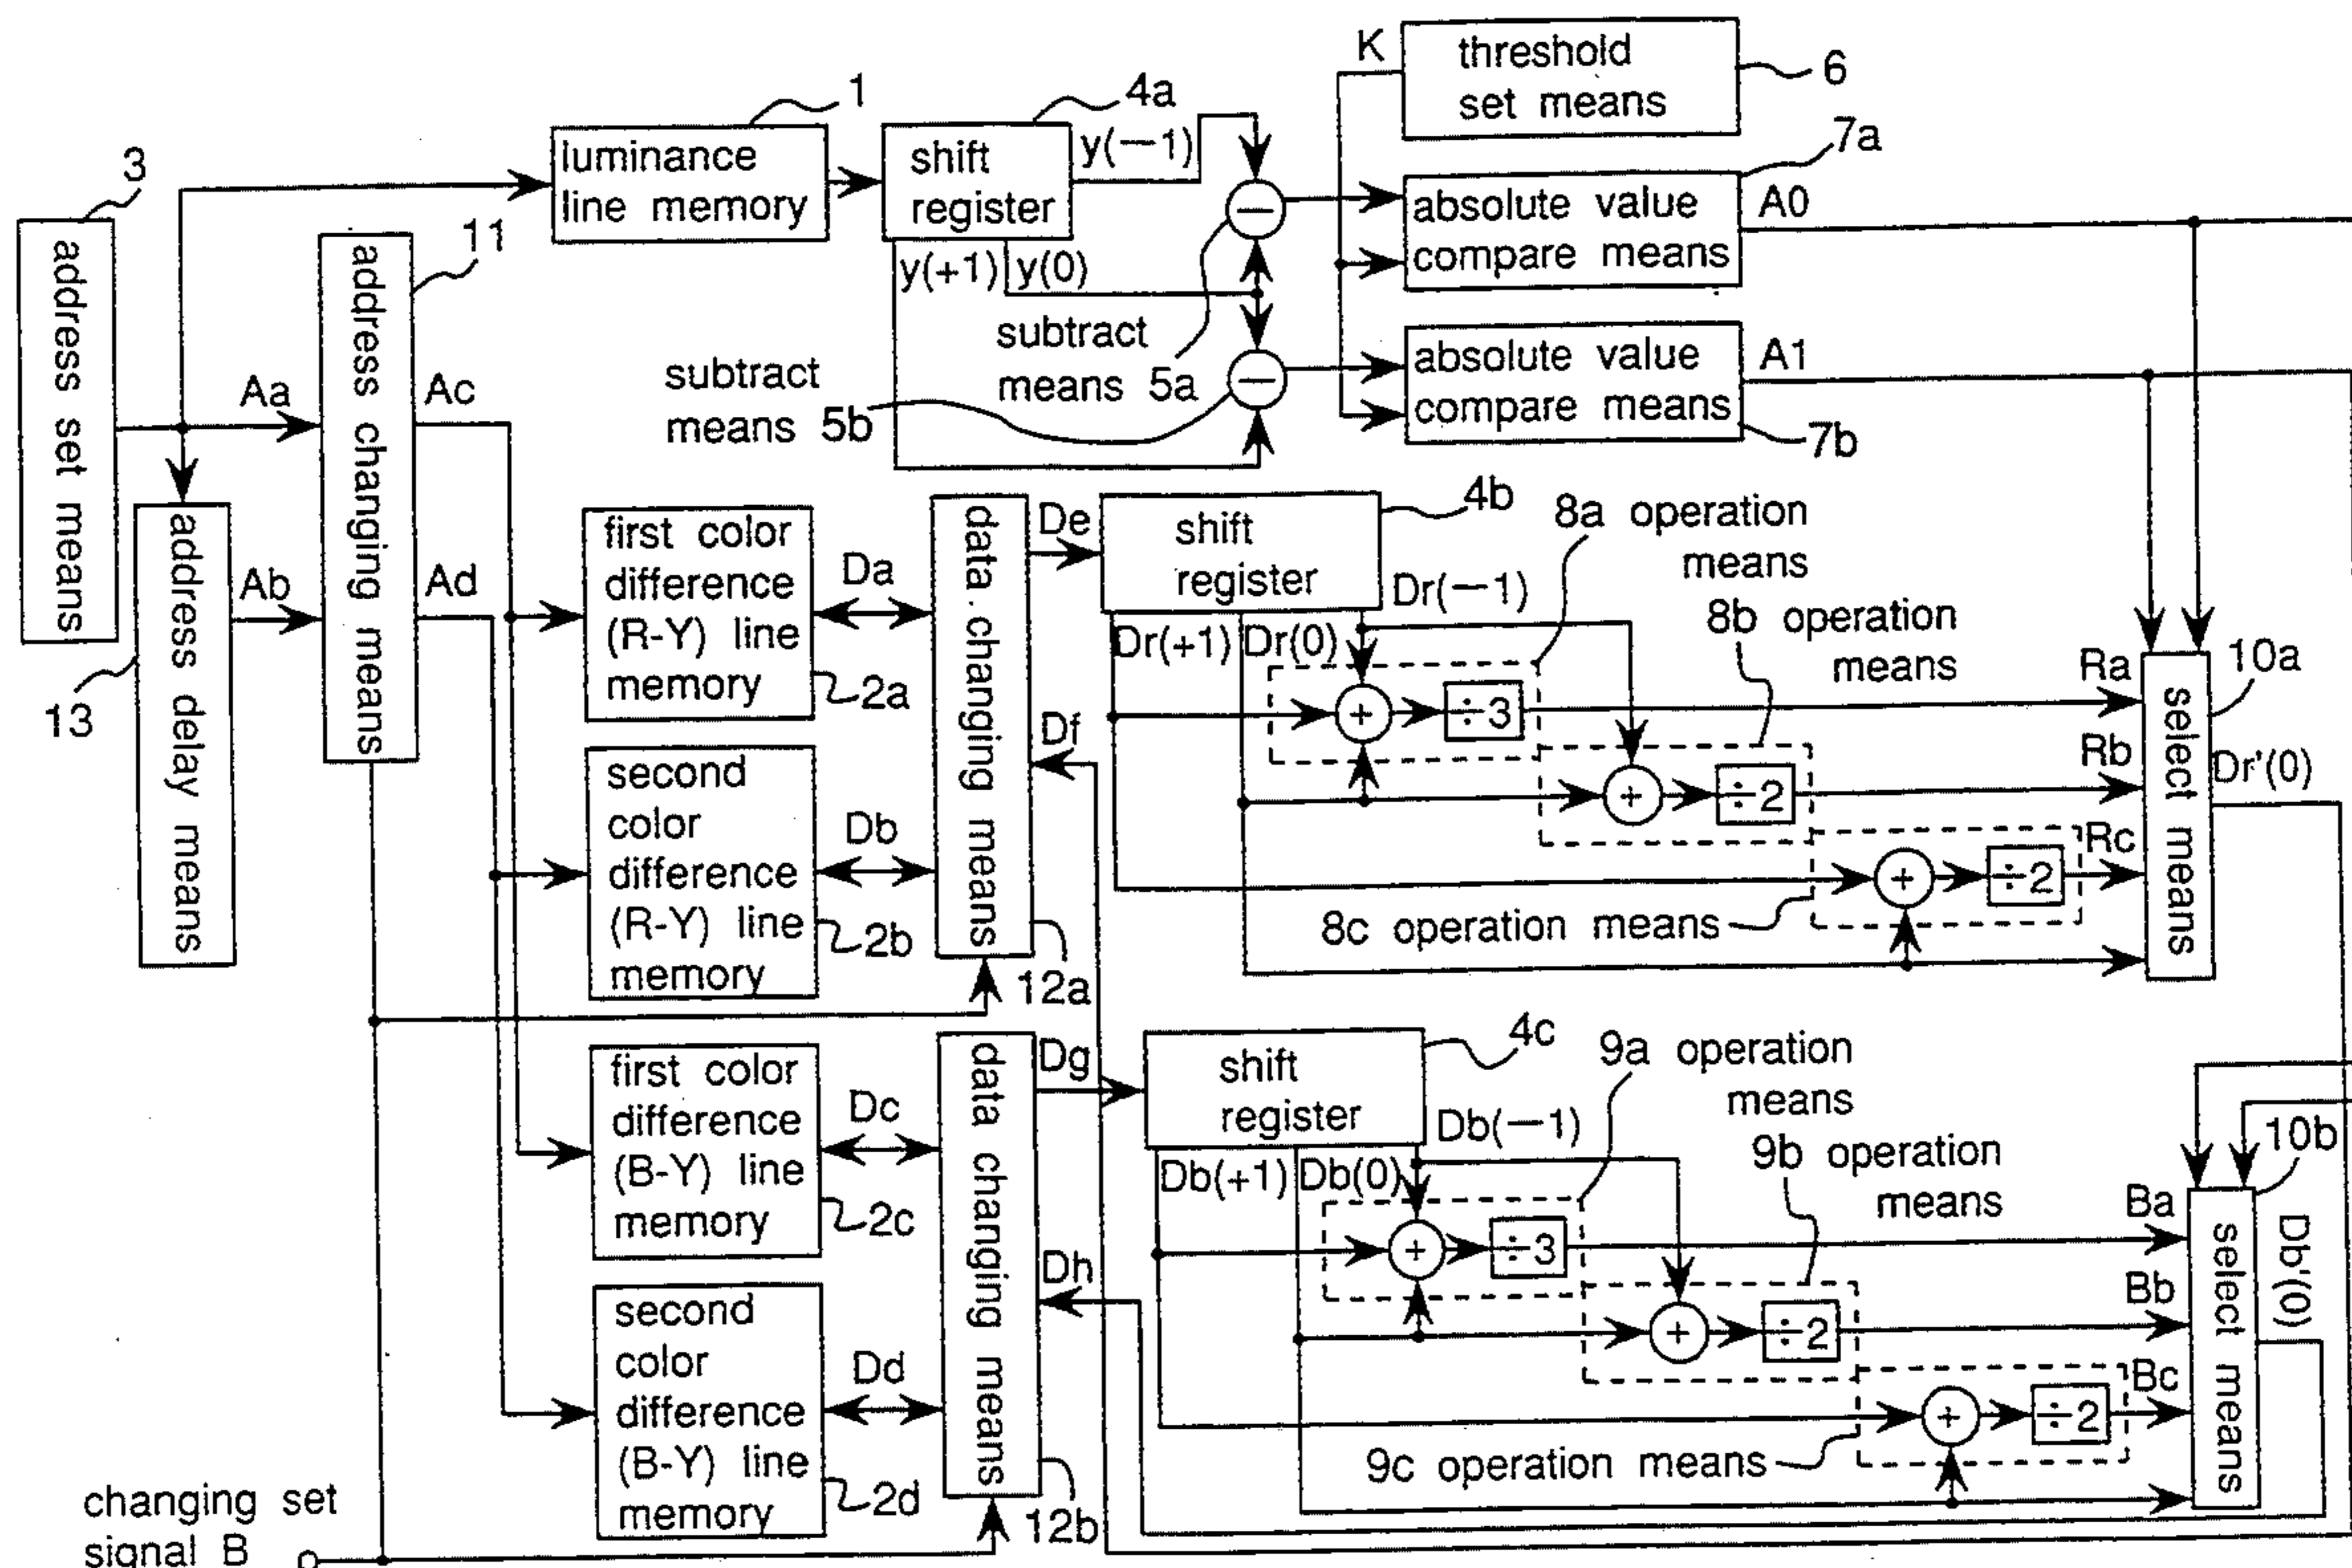 K
threshold
set means
6
1
4a
luminance
line memory
shift
register
y(—1)
y(+1)
y(0)
—
—
7a
absolute value
compare means
A0
absolute value
compare means
A1
7b
subtract
means 5a
subtract
means 5b
3
address set means
11
address changing means
Aa
Ab
Ac
Ad
13
address delay means
first color
difference
(R-Y) line
memory
2a
Da
second
color
difference
(R-Y) line
memory
2b
Db
data changing means
12a
De
Df
4b
shift
register
Dr(—1)
Dr(+1)
Dr(0)
8a operation
means
8b operation
means
+
÷3
+
÷2
+
÷2
8c operation means
Ra
Rb
Rc
10a
select means
Dr'(0)
first color
difference
(B-Y) line
memory
2c
Dc
second
color
difference
(B-Y) line
memory
2d
Dd
data changing means
12b
Dg
Dh
4c
shift
register
Db(—1)
Db(+1)
Db(0)
9a operation
means
9b operation
means
+
÷3
+
÷2
+
÷2
9c operation means
Ba
Bb
Bc
10b
select means
Db'(0)
changing set
signal B